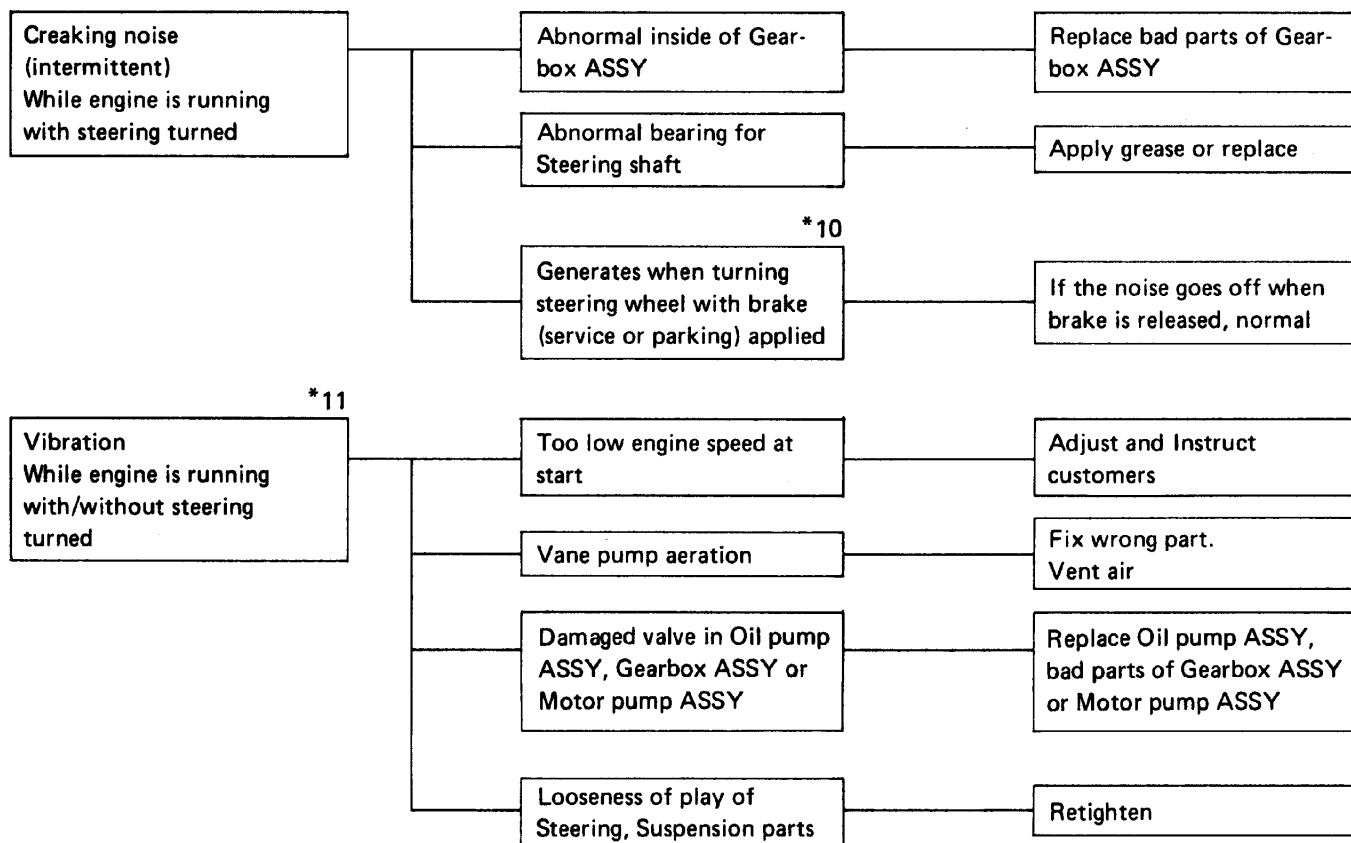 Creaking noise
(intermittent)
While engine is running
with steering turned
Abnormal inside of Gear-
box ASSY
Replace bad parts of Gear-
box ASSY
Abnormal bearing for
Steering shaft
Apply grease or replace
*10
Generates when turning
steering wheel with brake
(service or parking) applied
If the noise goes off when
brake is released, normal
*11
Vibration
While engine is running
with/without steering
turned
Too low engine speed at
start
Adjust and Instruct
customers
Vane pump aeration
Fix wrong part.
Vent air
Damaged valve in Oil pump
ASSY, Gearbox ASSY or
Motor pump ASSY
Replace Oil pump ASSY,
bad parts of Gearbox ASSY
or Motor pump ASSY
Looseness of play of
Steering, Suspension parts
Retighten